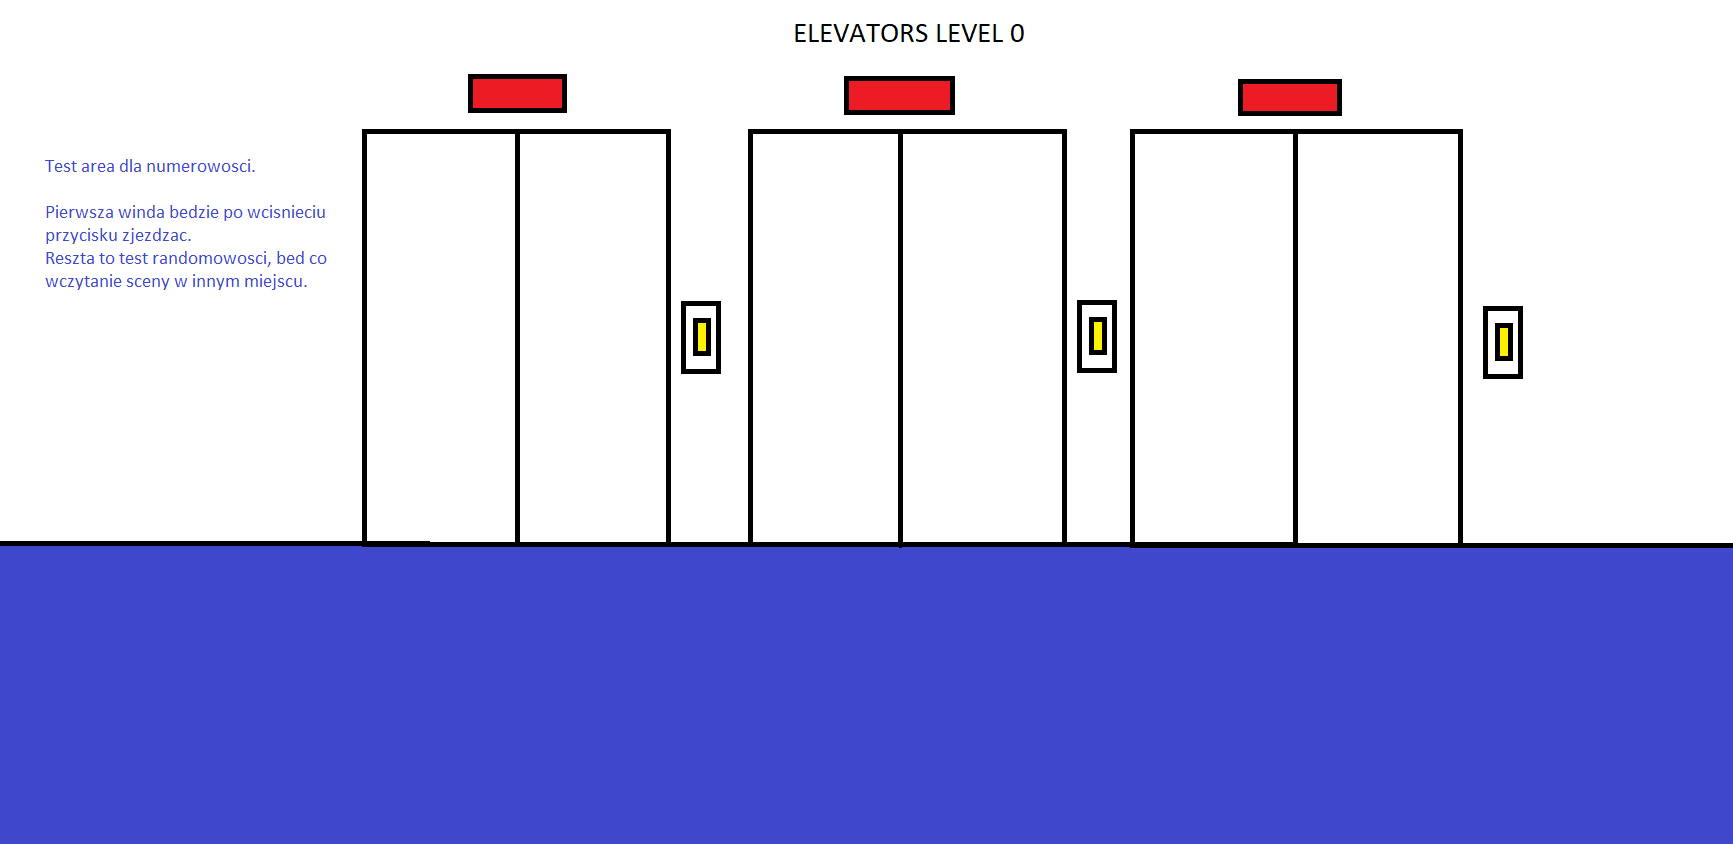 ELEVATORS LEVEL 0
Test area dla numerowosci.
Pierwsza winda bedzie po wcisnieciu
przycisku zjezdzac.
Reszta to test randomowosci, bed co
wczytanie sceny w innym miejscu.